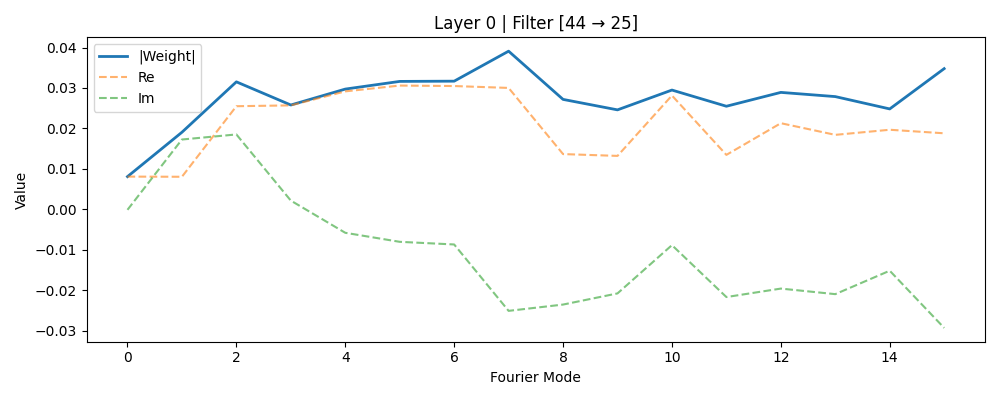 Layer 0 | Filter [44 → 25]
|Weight|
Re
Im
Value
0.04
0.03
0.02
0.01
0.00
−0.01
−0.02
−0.03
0 2 4 6 8 10 12 14
Fourier Mode